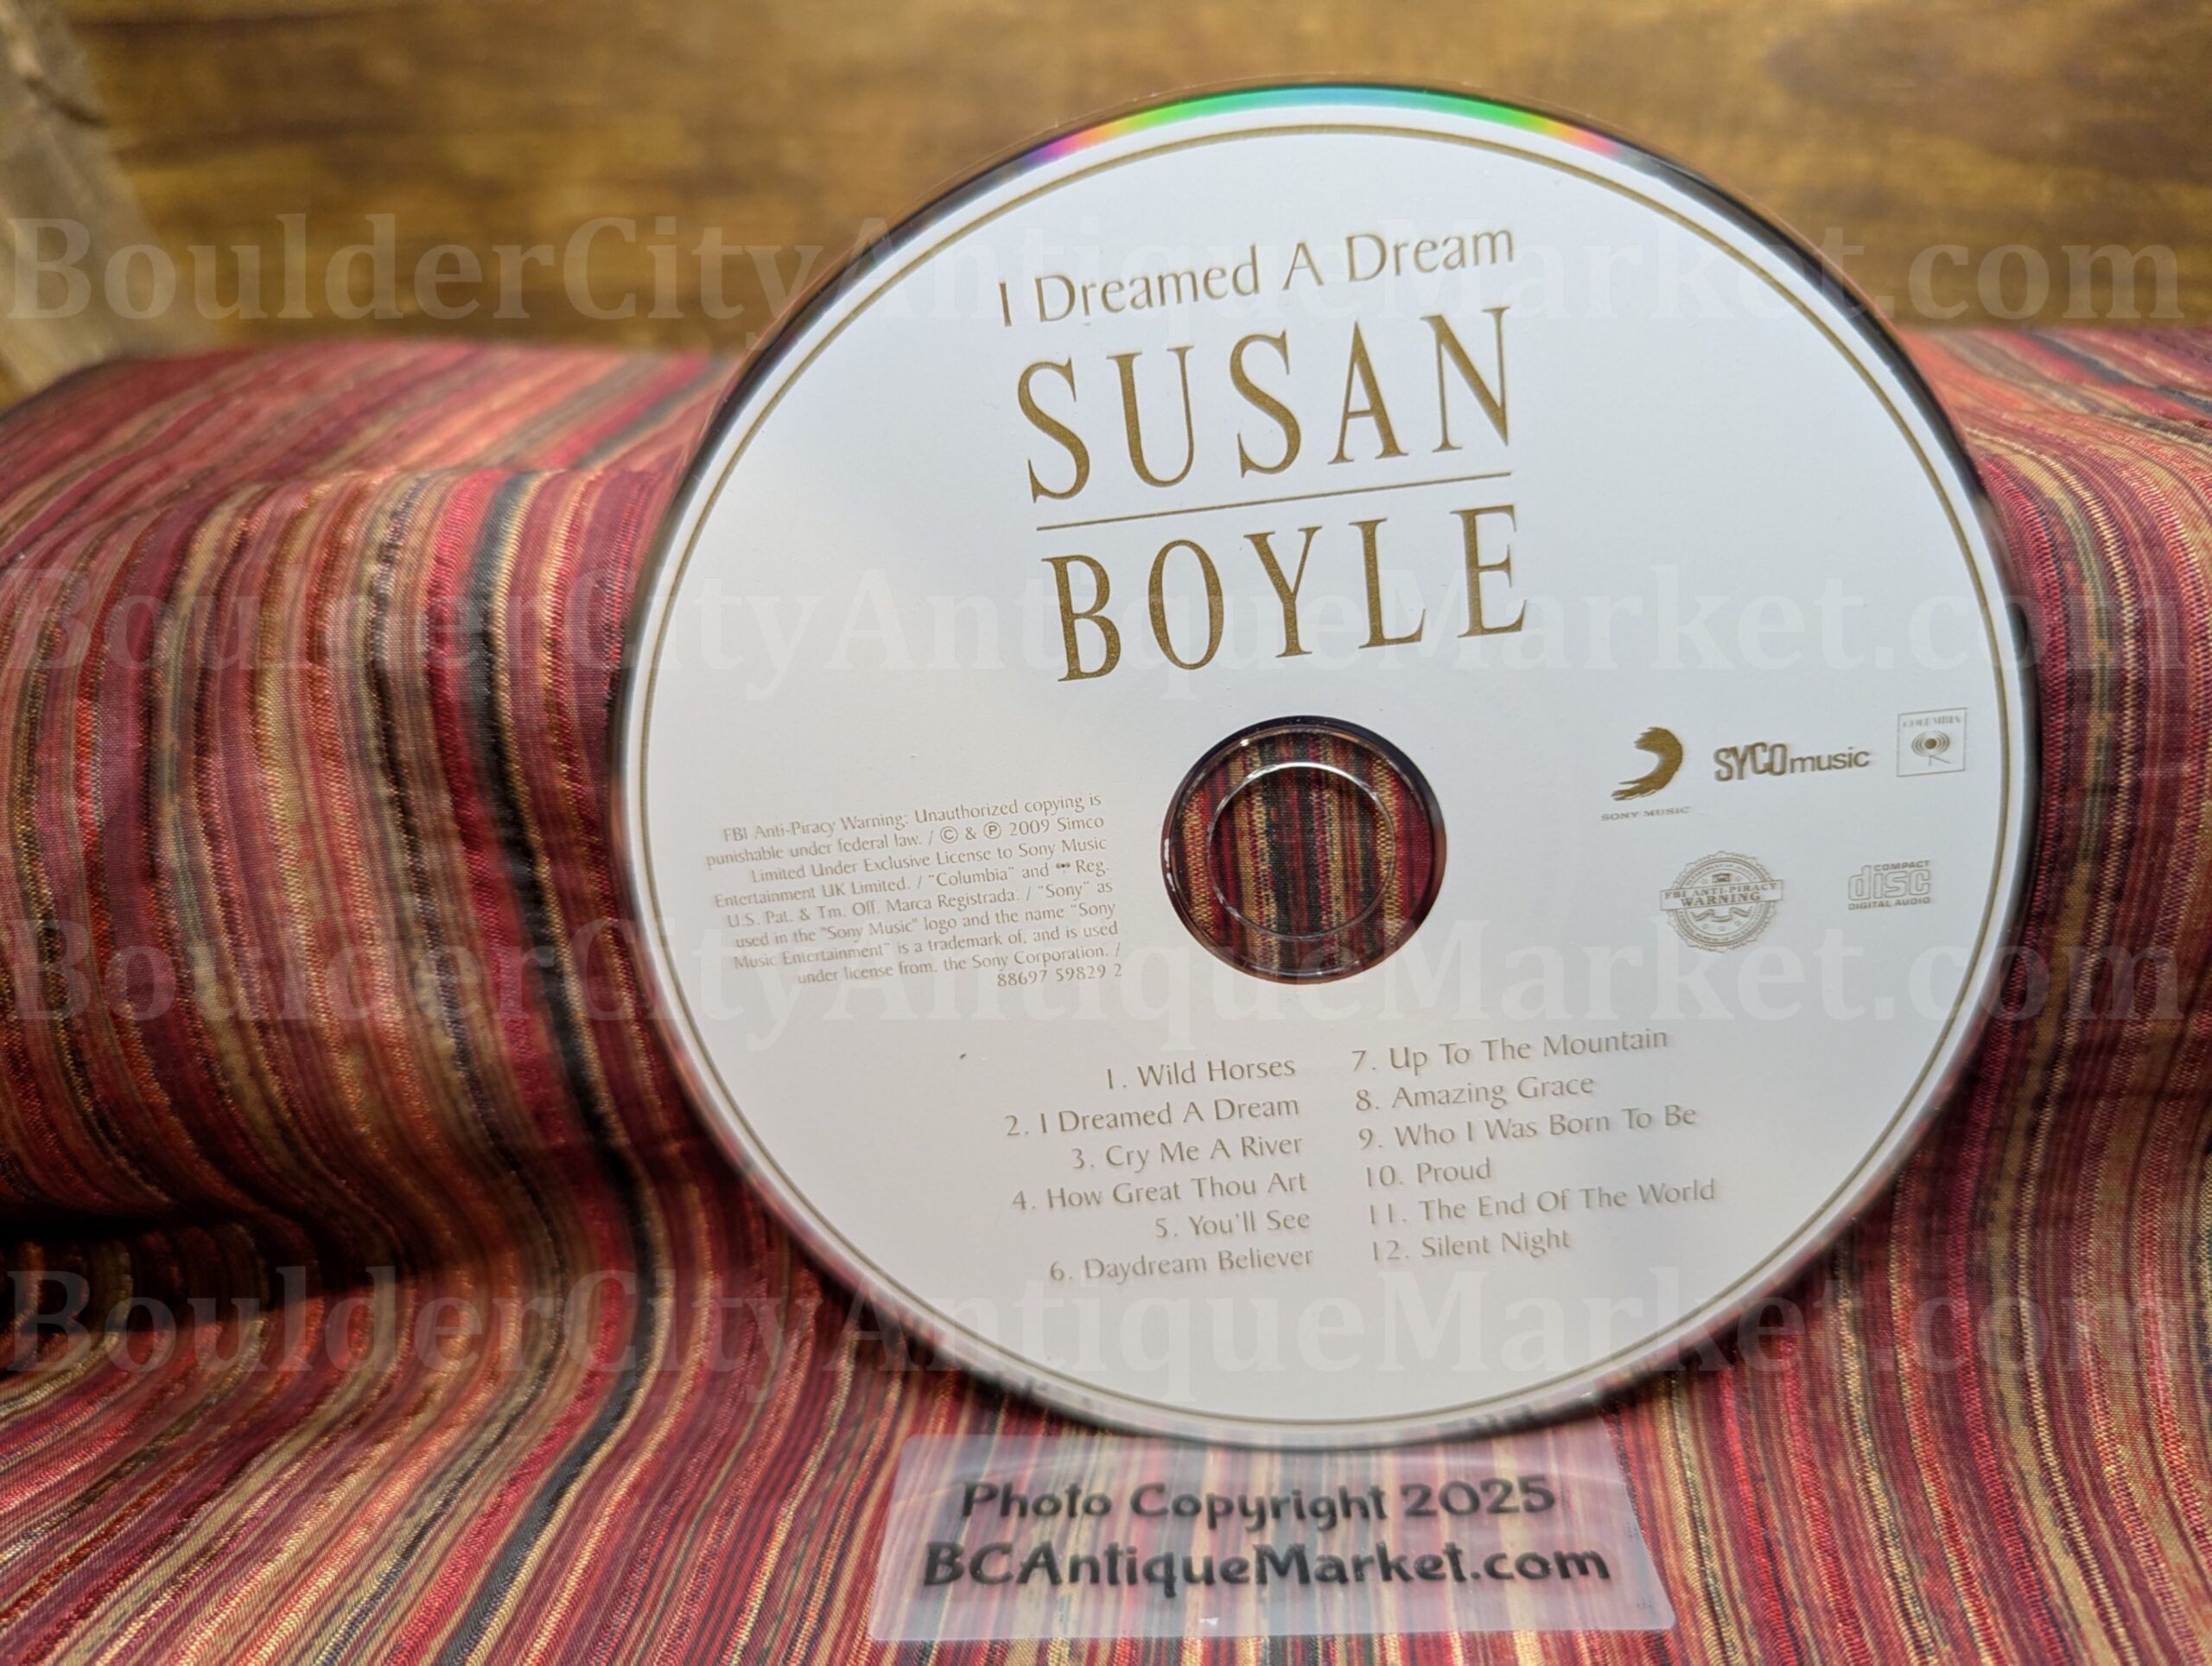 BoulderCityAntiqueMarket.com
I Dreamed A Dream
SUSAN
BOYLE
BoulderCityAntiqueMarket.com
SONY MUSIC
SYCOmusic
COLUMBIA
FBI Anti-Piracy Warning: Unauthorized copying is
punishable under federal law. / © & ℗ 2009 Simco
Limited Under Exclusive License to Sony Music
Entertainment UK Limited. / "Columbia" and Reg.
U.S. Pat. & Tm. Off. Marca Registrada. / "Sony" as
used in the "Sony Music" logo and the name "Sony
Music Entertainment" is a trademark of, and is used
under license from, the Sony Corporation. /
88697 59829 2
FBI ANTI-PIRACY
WARNING
COMPACT
disc
DIGITAL AUDIO
BoulderCityAntiqueMarket.com
1. Wild Horses
2. I Dreamed A Dream
3. Cry Me A River
4. How Great Thou Art
5. You'll See
6. Daydream Believer
7. Up To The Mountain
8. Amazing Grace
9. Who I Was Born To Be
10. Proud
11. The End Of The World
12. Silent Night
BoulderCityAntiqueMarket.com
Photo Copyright 2025
BCAntiqueMarket.com